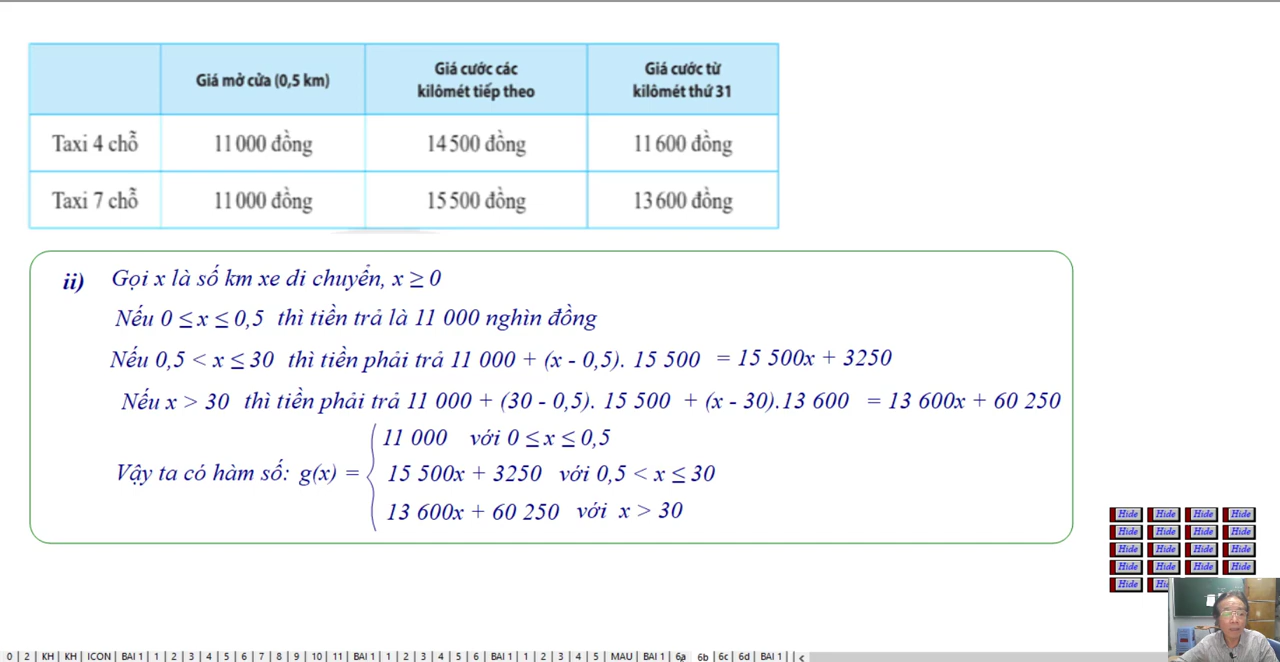 Giá mở cửa (0,5 km) Giá cước các kilômét tiếp theo Giá cước từ kilômét thứ 31
Taxi 4 chỗ 11 000 đồng 14 500 đồng 11 600 đồng
Taxi 7 chỗ 11 000 đồng 15 500 đồng 13 600 đồng
ii) Gọi x là số km xe di chuyển, x ≥ 0
Nếu 0 ≤ x ≤ 0,5 thì tiền trả là 11 000 nghìn đồng
Nếu 0,5 < x ≤ 30 thì tiền phải trả 11 000 + (x - 0,5). 15 500 = 15 500x + 3250
Nếu x > 30 thì tiền phải trả 11 000 + (30 - 0,5). 15 500 + (x - 30).13 600 = 13 600x + 60 250
11 000 với 0 ≤ x ≤ 0,5
Vậy ta có hàm số: g(x) = 15 500x + 3250 với 0,5 < x ≤ 30
13 600x + 60 250 với x > 30
Hide Hide Hide Hide
Hide Hide Hide Hide
Hide Hide Hide Hide
Hide Hide Hide Hide
Hide
0 | 2 | KH | KH | ICON | BAI 1 | 1 | 2 | 3 | 4 | 5 | 6 | 7 | 8 | 9 | 10 | 11 | BAI 1 | 1 | 2 | 3 | 4 | 5 | 6 | BAI 1 | 1 | 2 | 3 | 4 | 5 | MAU | BAI 1 | 6a 6b | 6c | 6d | BAI 1 | | <